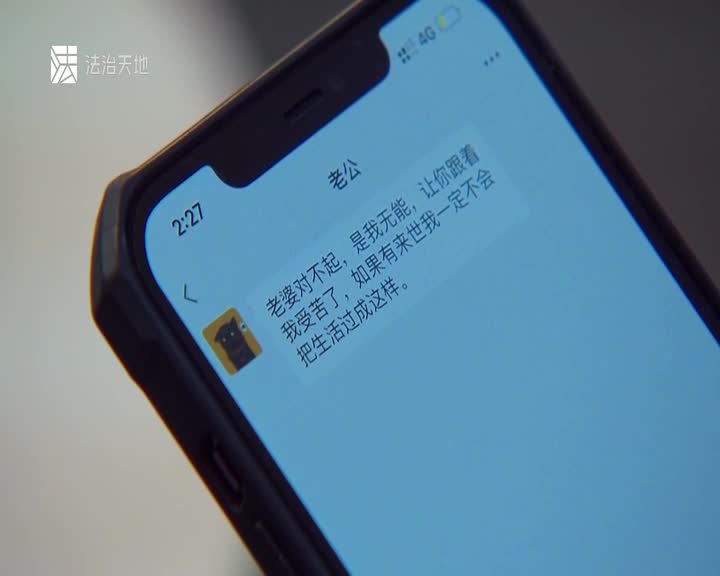 法治天地
4G
2:27
老公
老婆对不起，是我无能，让你跟着
我受苦了，如果有来世我一定不会
把生活过成这样。